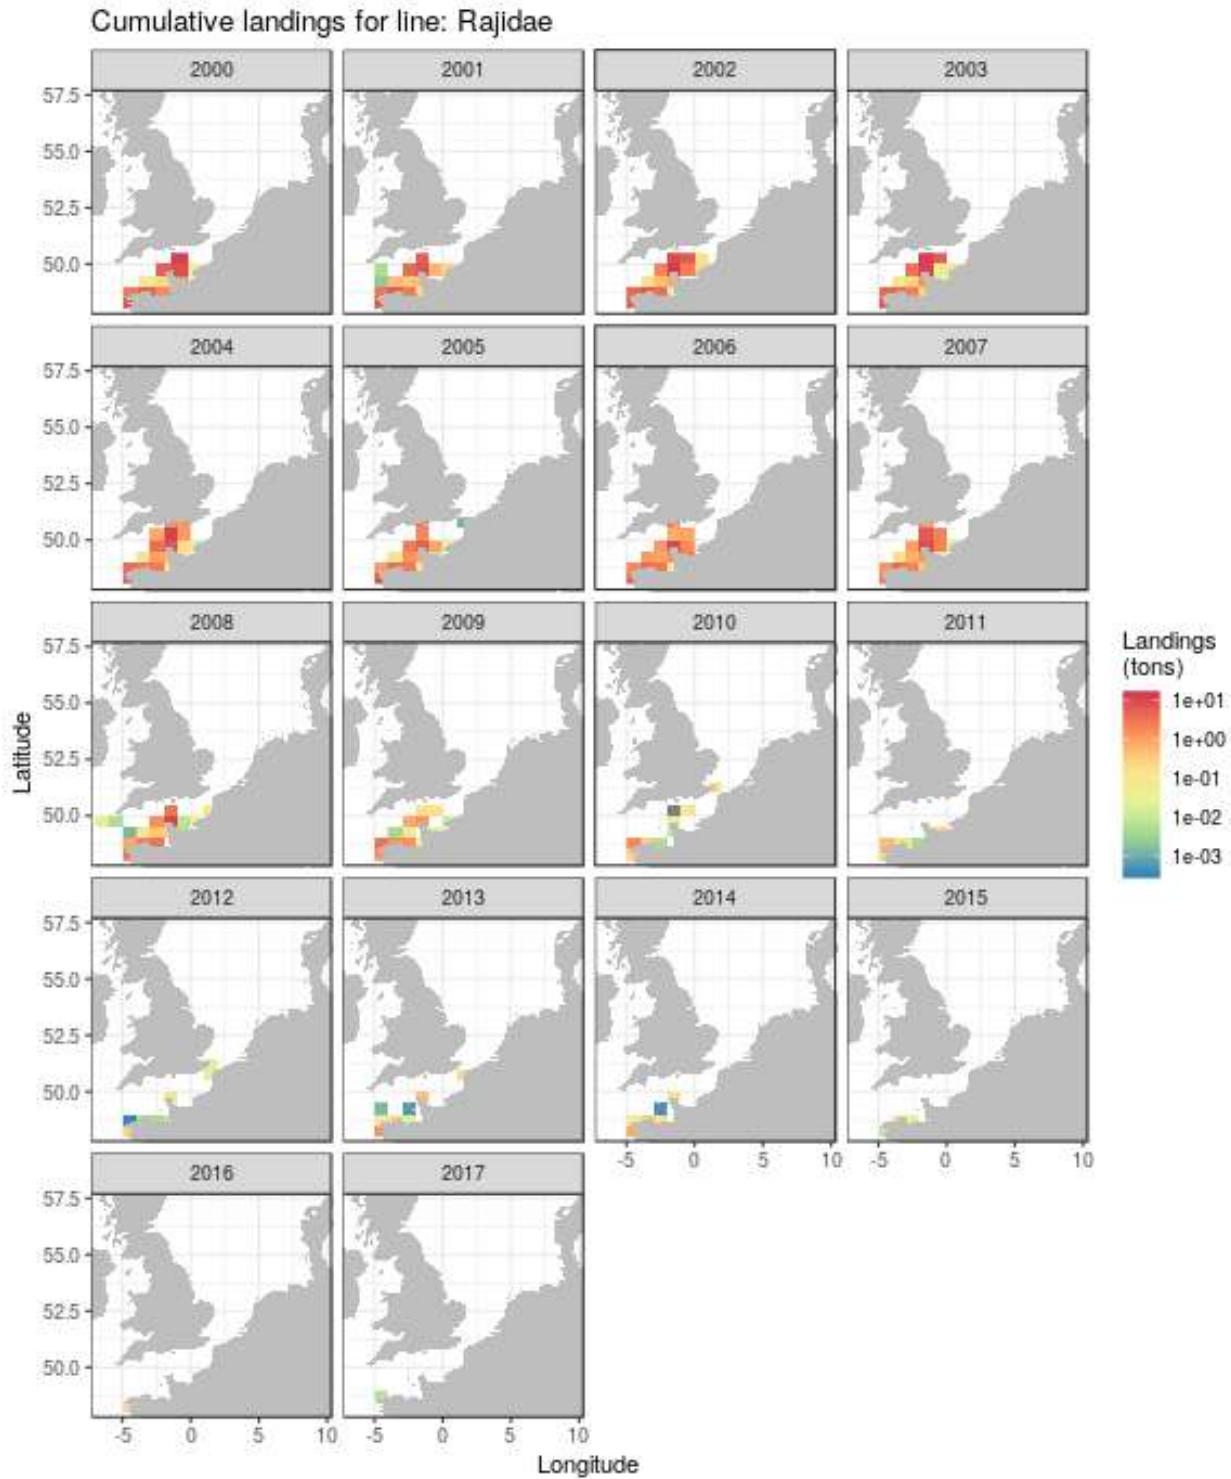 Cumulative landings for line: Rajidae
2000 2001 2002 2003
57.5
55.0
52.5
50.0
2004 2005 2006 2007
57.5
55.0
52.5
50.0
2008 2009 2010 2011
57.5
55.0
52.5
50.0
2012 2013 2014 2015
57.5
55.0
52.5
50.0
-5 0 5 10 -5 0 5 10
2016 2017
57.5
55.0
52.5
50.0
-5 0 5 10 -5 0 5 10
Longitude
Latitude
Landings
(tons)
1e+01
1e+00
1e-01
1e-02
1e-03